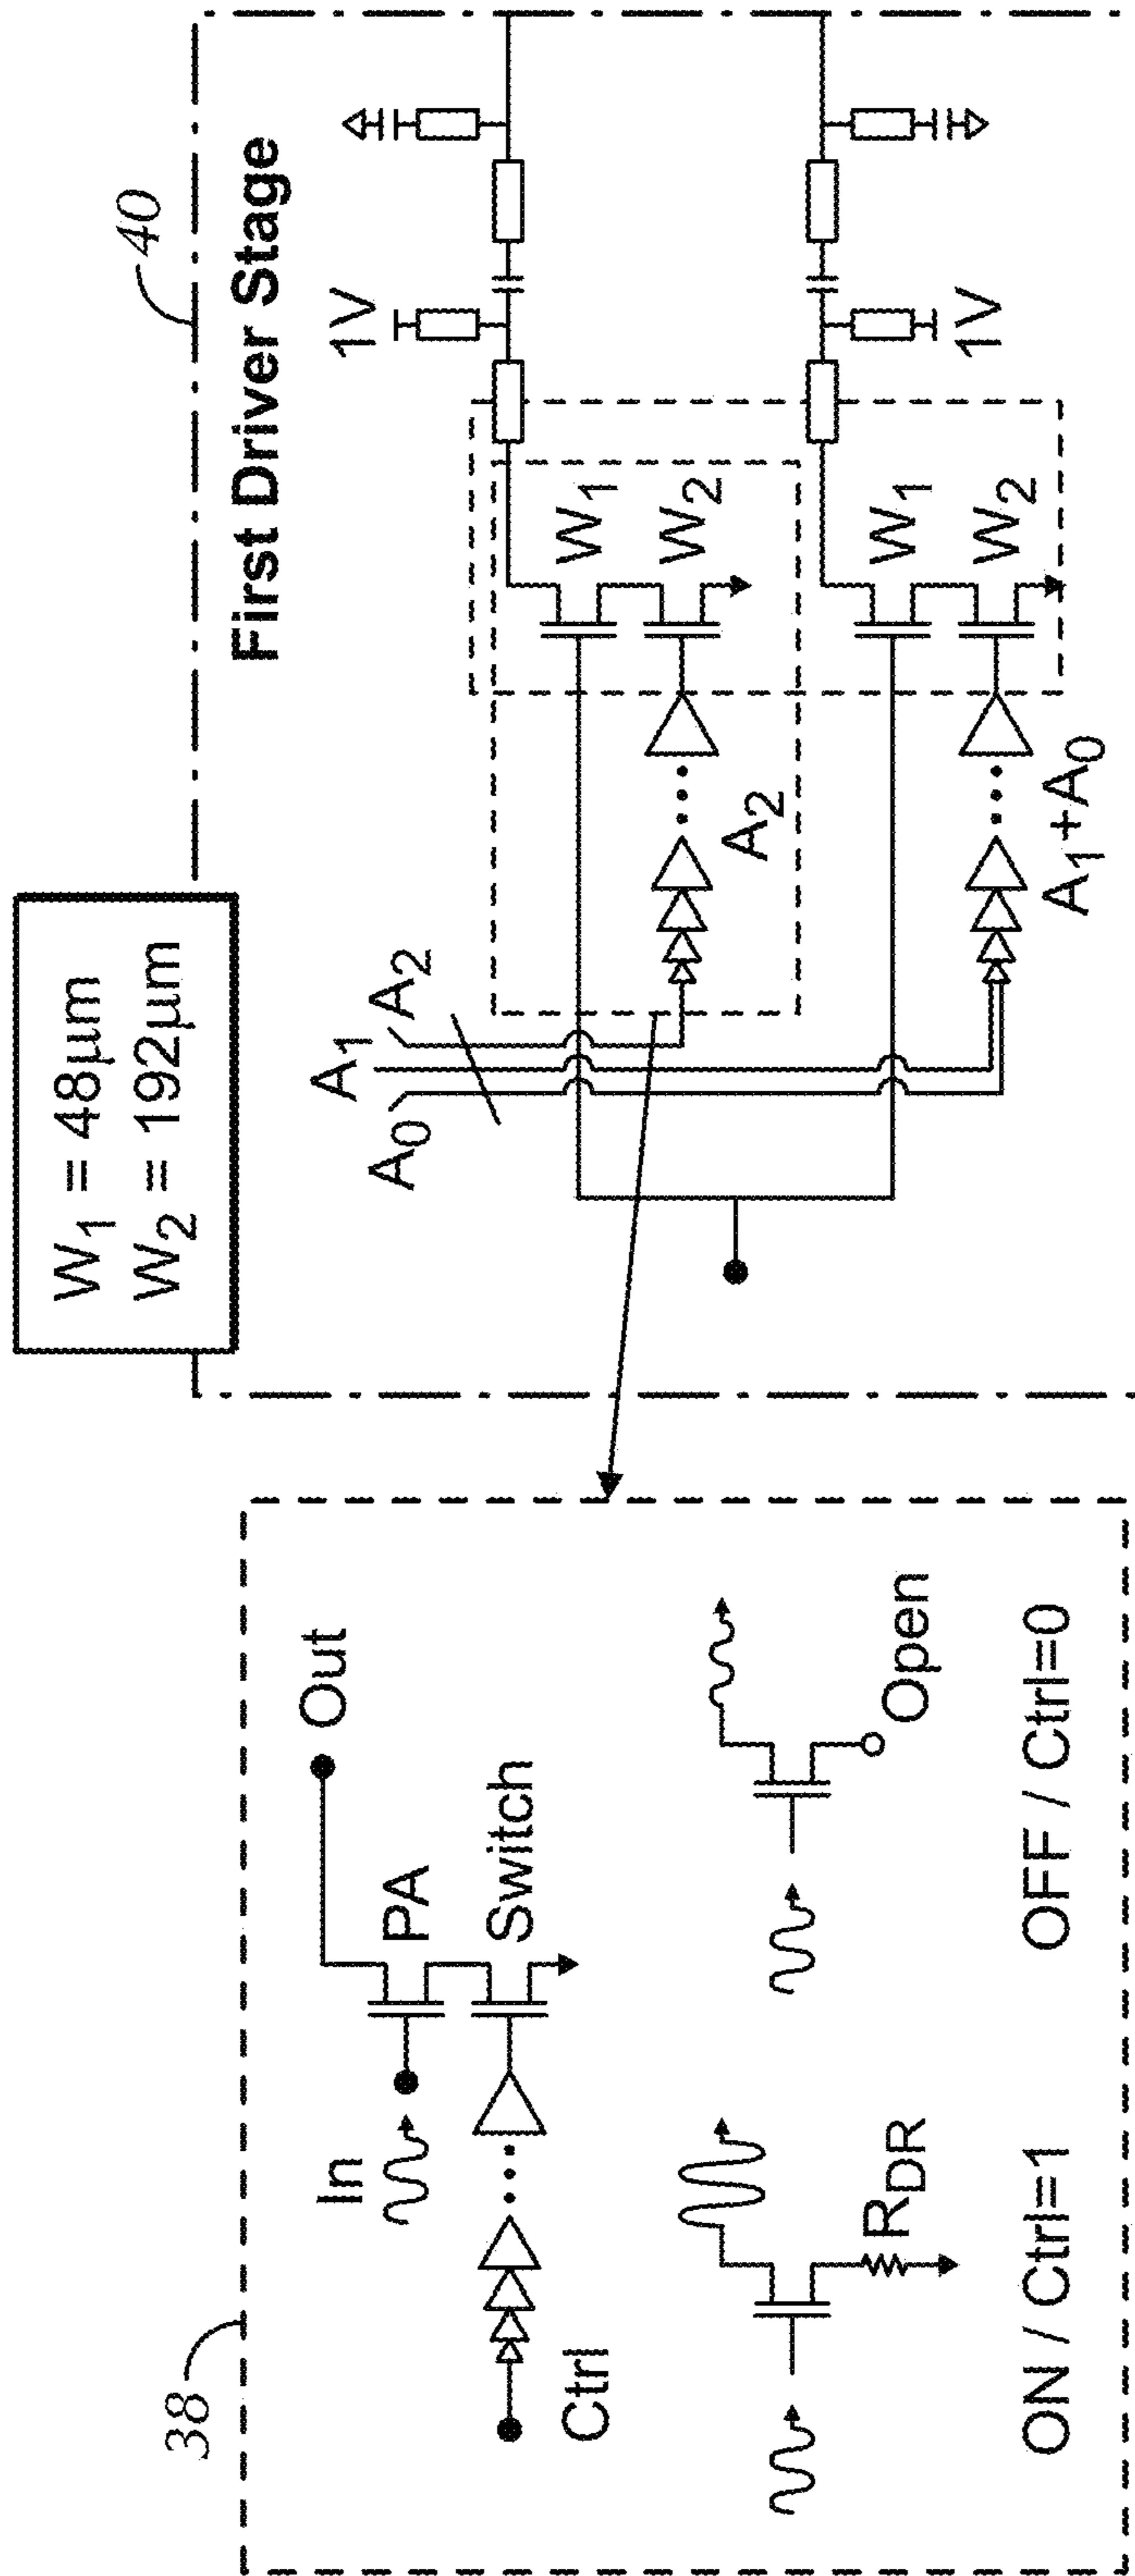 38
In
Out
PA
Switch
Ctrl
R_DR
Open
ON / Ctrl=1
OFF / Ctrl=0
W₁ = 48μm
W₂ = 192μm
40
First Driver Stage
A₀
A₁
A₂
1V
W₁
W₂
A₂
W₁
W₂
A₁+A₀
1V